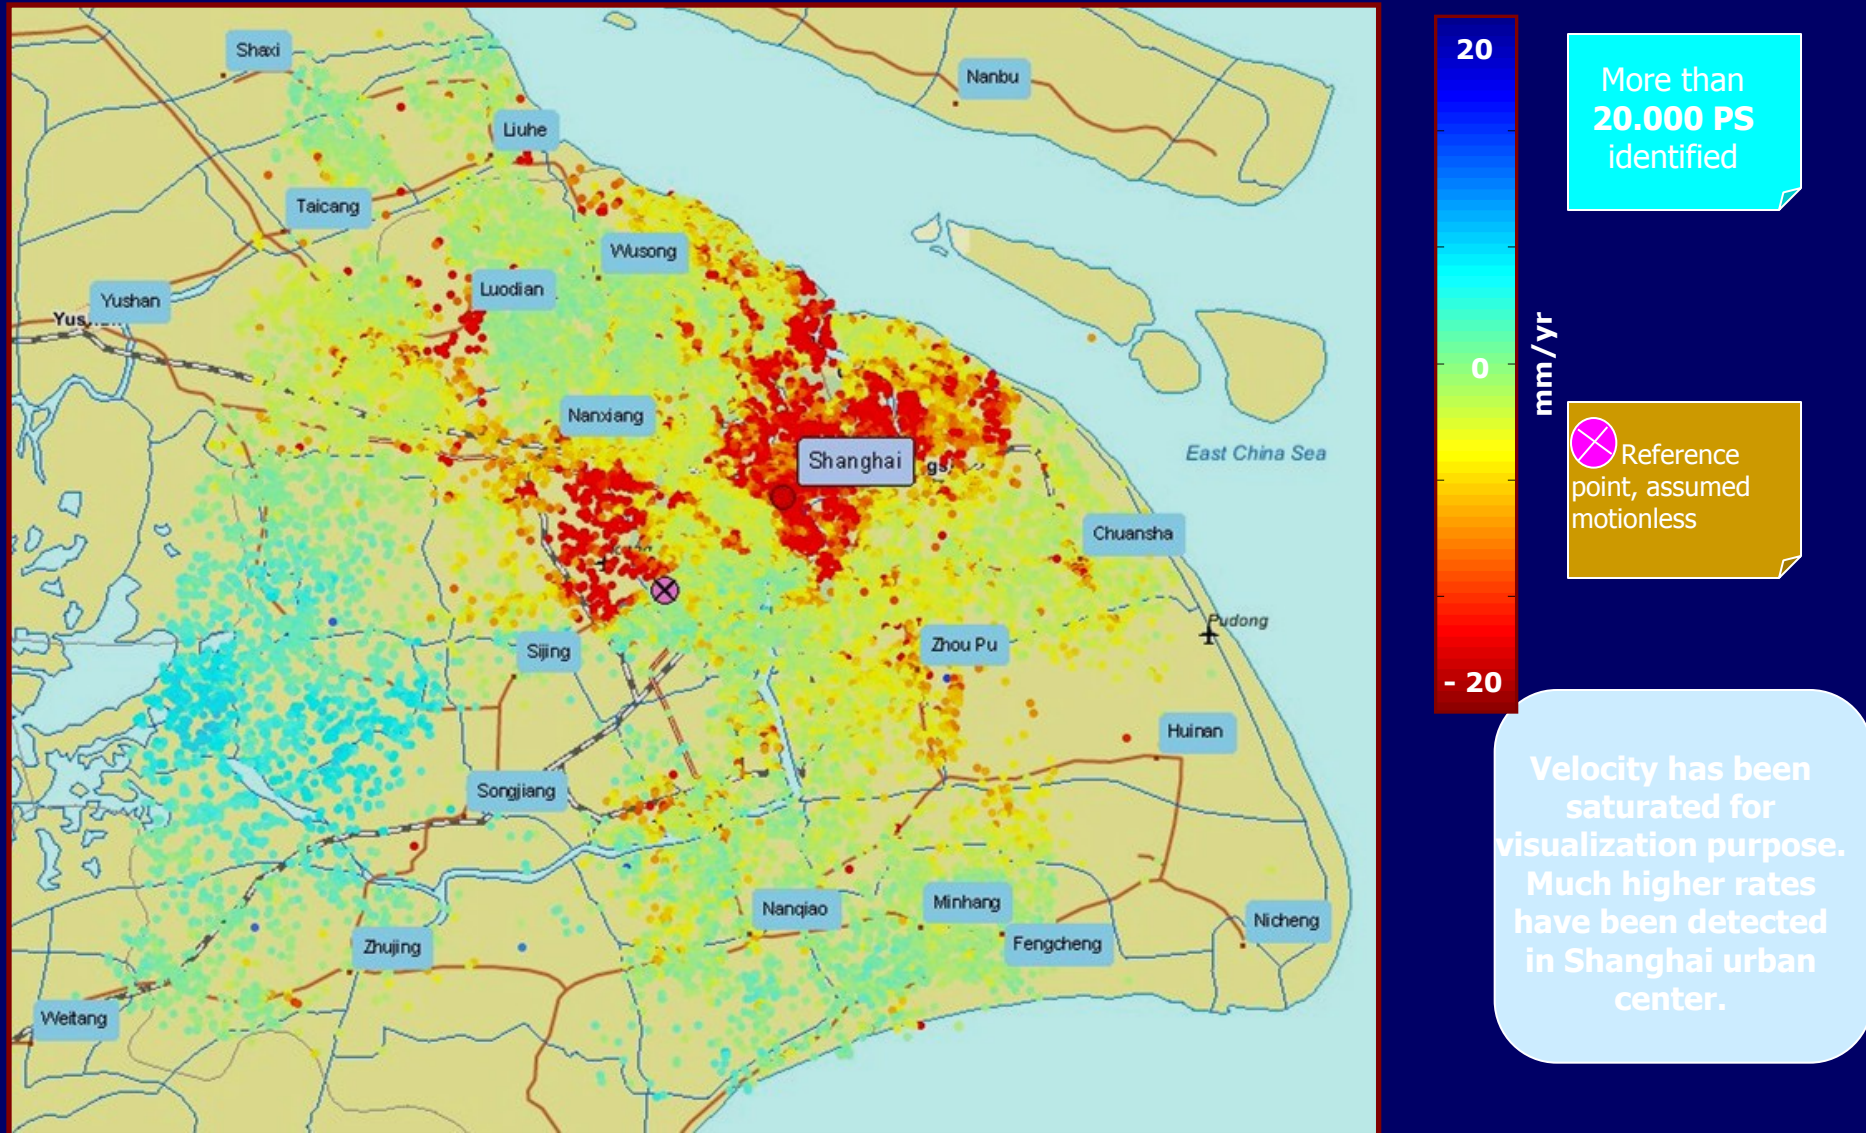 Shaxi
Nanbu
Liuhe
Taicang
Wusong
Luodian
Yushan
Nanxiang
Shanghai
East China Sea
Chuansha
Pudong
Sijing
Zhou Pu
Huinan
Songjiang
Nanqiao
Minhang
Nicheng
Fengcheng
Zhujing
Weitang
20
0
- 20
mm/yr
More than
20.000 PS
identified
Reference
point, assumed
motionless
Velocity has been
saturated for
visualization purpose.
Much higher rates
have been detected
in Shanghai urban
center.